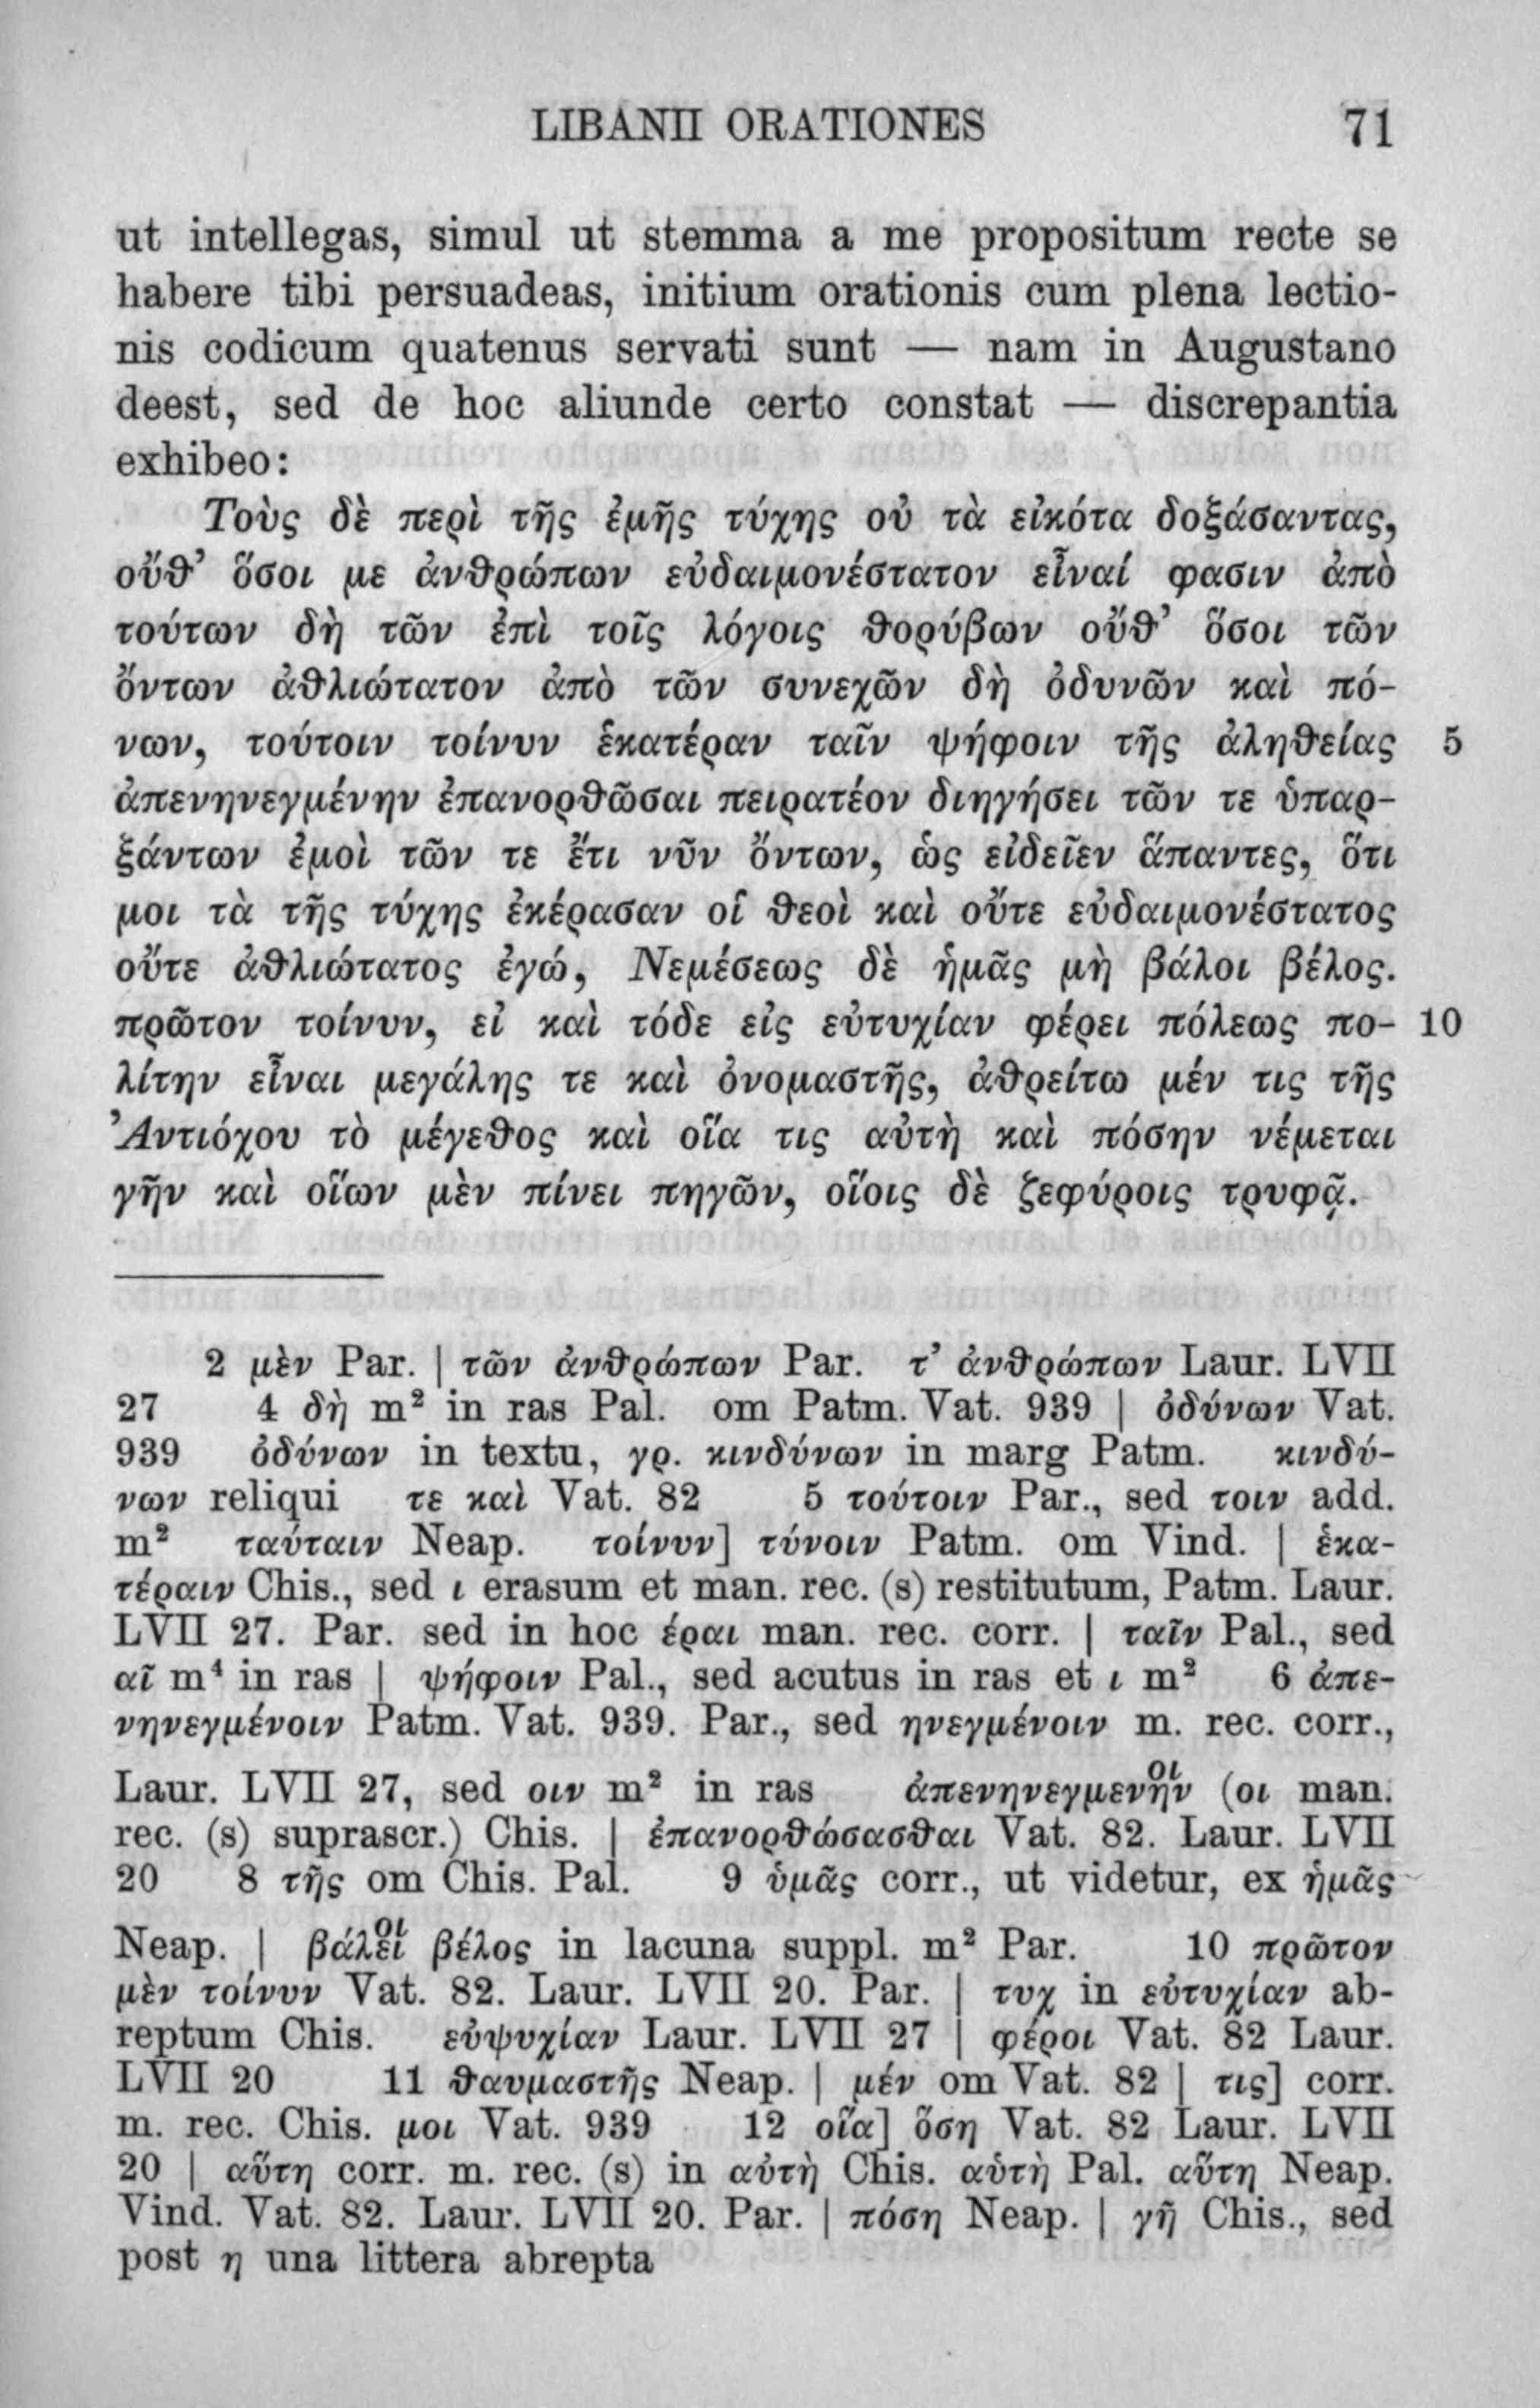 LIBANII ORATIONES 71
ut intellegas, simul ut stemma a me propositum recte se
habere tibi persuadeas, initium orationis cum plena lectio-
nis codicum quatenus servati sunt — nam in Augustano
deest, sed de hoc aliunde certo constat — discrepantia
exhibeo:
Τοὺς δὲ περὶ τῆς ἐμῆς τύχης οὐ τὰ εἰκότα δοξάσαντας,
οὔθ’ ὅσοι με ἀνθρώπων εὐδαιμονέστατον εἶναί φασιν ἀπὸ
τούτων δὴ τῶν ἐπὶ τοῖς λόγοις θορύβων οὔθ’ ὅσοι τῶν
ὄντων ἀθλιώτατον ἀπὸ τῶν συνεχῶν δὴ ὀδυνῶν καὶ πό-
νων, τούτοιν τοίνυν ἑκατέραν ταῖν ψήφοιν τῆς ἀληθείας 5
ἀπενηνεγμένην ἐπανορθῶσαι πειρατέον διηγήσει τῶν τε ὑπαρ-
ξάντων ἐμοὶ τῶν τε ἔτι νῦν ὄντων, ὡς εἰδεῖεν ἅπαντες, ὅτι
μοι τὰ τῆς τύχης ἐκέρασαν οἱ θεοὶ καὶ οὔτε εὐδαιμονέστατος
οὔτε ἀθλιώτατος ἐγώ, Νεμέσεως δὲ ἡμᾶς μὴ βάλοι βέλος.
πρῶτον τοίνυν, εἰ καὶ τόδε εἰς εὐτυχίαν φέρει πόλεως πο- 10
λίτην εἶναι μεγάλης τε καὶ ὀνομαστῆς, ἀθρείτω μέν τις τῆς
Ἀντιόχου τὸ μέγεθος καὶ οἵα τις αὐτὴ καὶ πόσην νέμεται
γῆν καὶ οἵων μὲν πίνει πηγῶν, οἵοις δὲ ζεφύροις τρυφᾷ.
2 μὲν Par. | τῶν ἀνθρώπων Par. τ’ ἀνθρώπων Laur. LVII
27 4 δὴ m² in ras Pal. om Patm. Vat. 939 | ὀδύνων Vat.
939 ὀδύνων in textu, γρ. κινδύνων in marg Patm. κινδύ-
νων reliqui τε καὶ Vat. 82 5 τούτοιν Par., sed τοιν add.
m² ταύταιν Neap. τοίνυν] τύνοιν Patm. om Vind. | ἑκα-
τέραιν Chis., sed ι erasum et man. rec. (s) restitutum, Patm. Laur.
LVII 27. Par. sed in hoc έραι man. rec. corr. | ταῖν Pal., sed
αῖ m⁴ in ras | ψήφοιν Pal., sed acutus in ras et ι m² 6 ἀπε-
νηνεγμένοιν Patm. Vat. 939. Par., sed ηνεγμένοιν m. rec. corr.,
Laur. LVII 27, sed οιν m² in ras ἀπενηνεγμενὴν οι (οι man.
rec. (s) suprascr.) Chis. | ἐπανορθώσασθαι Vat. 82. Laur. LVII
20 8 τῆς om Chis. Pal. 9 ὑμᾶς corr., ut videtur, ex ἡμᾶς
Neap. | βάλει οι βέλος in lacuna suppl. m² Par. 10 πρῶτον
μὲν τοίνυν Vat. 82. Laur. LVII 20. Par. | τυχ in εὐτυχίαν ab-
reptum Chis. εὐψυχίαν Laur. LVII 27 | φέροι Vat. 82 Laur.
LVII 20 11 θαυμαστῆς Neap. | μέν om Vat. 82 | τις] corr.
m. rec. Chis. μοι Vat. 939 12 οἵα] ὅση Vat. 82 Laur. LVII
20 | αὕτη corr. m. rec. (s) in αὐτὴ Chis. αὑτὴ Pal. αὕτη Neap.
Vind. Vat. 82. Laur. LVII 20. Par. | πόση Neap. | γῆ Chis., sed
post η una littera abrepta